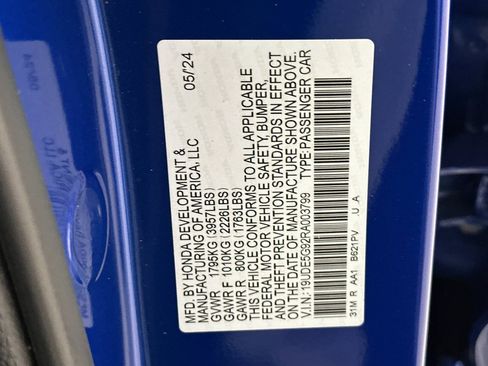 MFD. BY HONDA DEVELOPMENT &
MANUFACTURING OF AMERICA, LLC 05/24
GVWR 1795KG(3957LBS)
GAWR F 1010KG(2226LBS)
GAWR R 800KG(1763LBS)
THIS VEHICLE CONFORMS TO ALL APPLICABLE
FEDERAL MOTOR VEHICLE SAFETY, BUMPER,
AND THEFT PREVENTION STANDARDS IN EFFECT
ON THE DATE OF MANUFACTURE SHOWN ABOVE.
V.I.N.:19UDE5G92RA003799 TYPE:PASSENGER CAR
31M R AA1 B621PV .U A